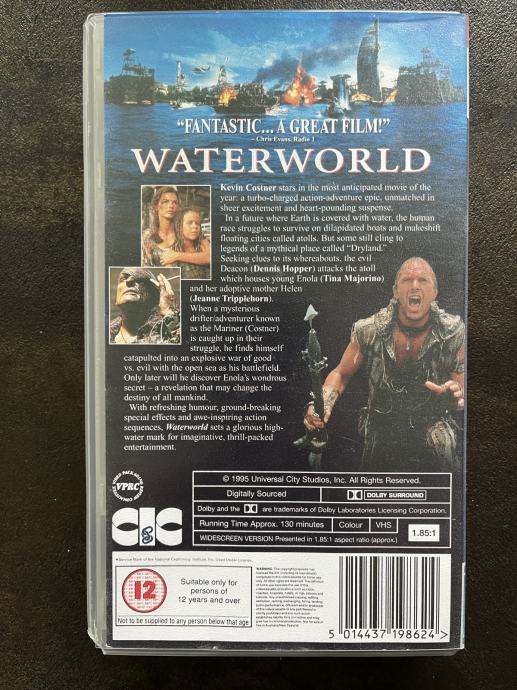 “FANTASTIC... A GREAT FILM!”
– Chris Evans, Radio 1
WATERWORLD
Kevin Costner stars in the most anticipated movie of the
year: a turbo-charged action-adventure epic, unmatched in
sheer excitement and heart-pounding suspense.
In a future where Earth is covered with water, the human
race struggles to survive on dilapidated boats and makeshift
floating cities called atolls. But some still cling to
legends of a mythical place called “Dryland.”
Seeking clues to its whereabouts, the evil
Deacon (Dennis Hopper) attacks the atoll
which houses young Enola (Tina Majorino)
and her adoptive mother Helen
(Jeanne Tripplehorn).
When a mysterious
drifter/adventurer known
as the Mariner (Costner)
is caught up in their
struggle, he finds himself
catapulted into an explosive war of good
vs. evil with the open sea as his battlefield.
Only later will he discover Enola's wondrous
secret – a revelation that may change the
destiny of all mankind.
With refreshing humour, ground-breaking
special effects and awe-inspiring action
sequences, Waterworld sets a glorious high-
water mark for imaginative, thrill-packed
entertainment.
VPRC
© 1995 Universal City Studios, Inc. All Rights Reserved.
Digitally Sourced
DOLBY SURROUND
Dolby and the are trademarks of Dolby Laboratories Licensing Corporation.
Running Time Approx. 130 minutes
Colour
VHS
WIDESCREEN VERSION Presented in 1.85:1 aspect ratio (approx.)
1.85:1
CIC
12
Suitable only for
persons of
12 years and over
Not to be supplied to any person below that age
5 014437 198624 >